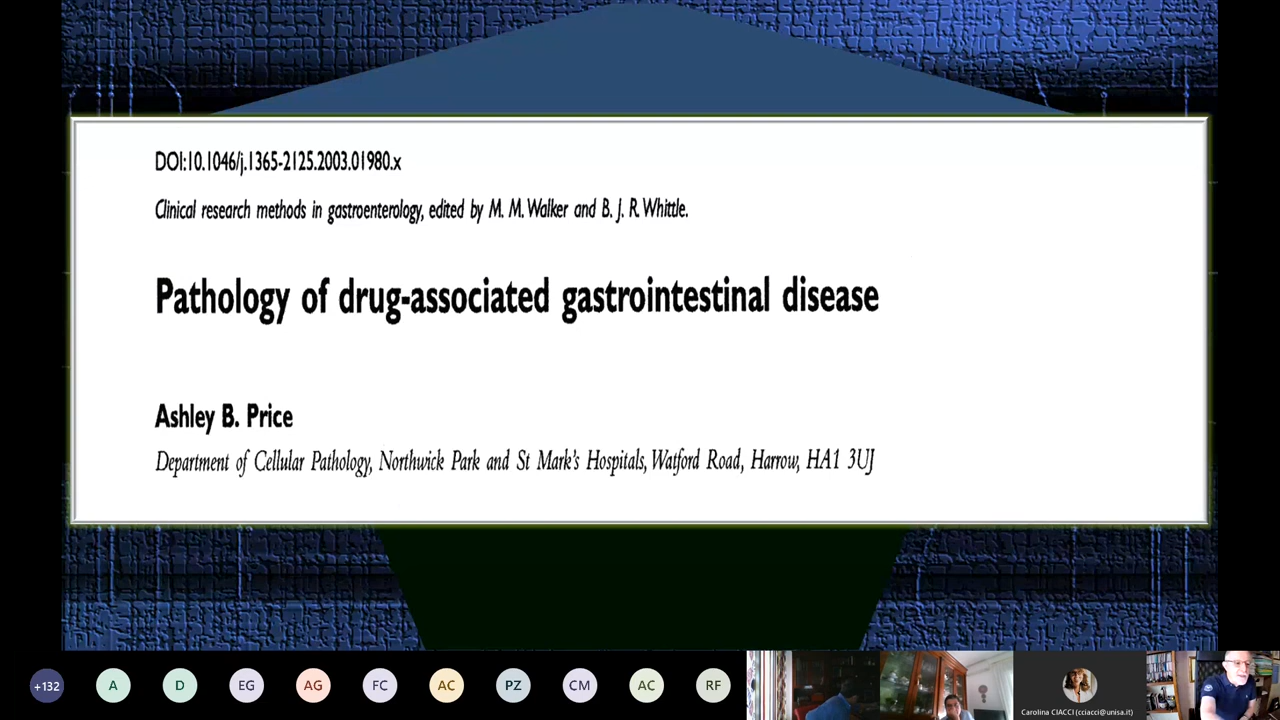 DOI:10.1046/j.1365-2125.2003.01980.x
Clinical research methods in gastroenterology, edited by M. M. Walker and B. J. R. Whittle.
Pathology of drug-associated gastrointestinal disease
Ashley B. Price
Department of Cellular Pathology, Northwick Park and St Mark's Hospitals, Watford Road, Harrow, HA1 3UJ
+132 A D EG AG FC AC PZ CM AC RF
Carolina CIACCI (cciacci@unisa.it)